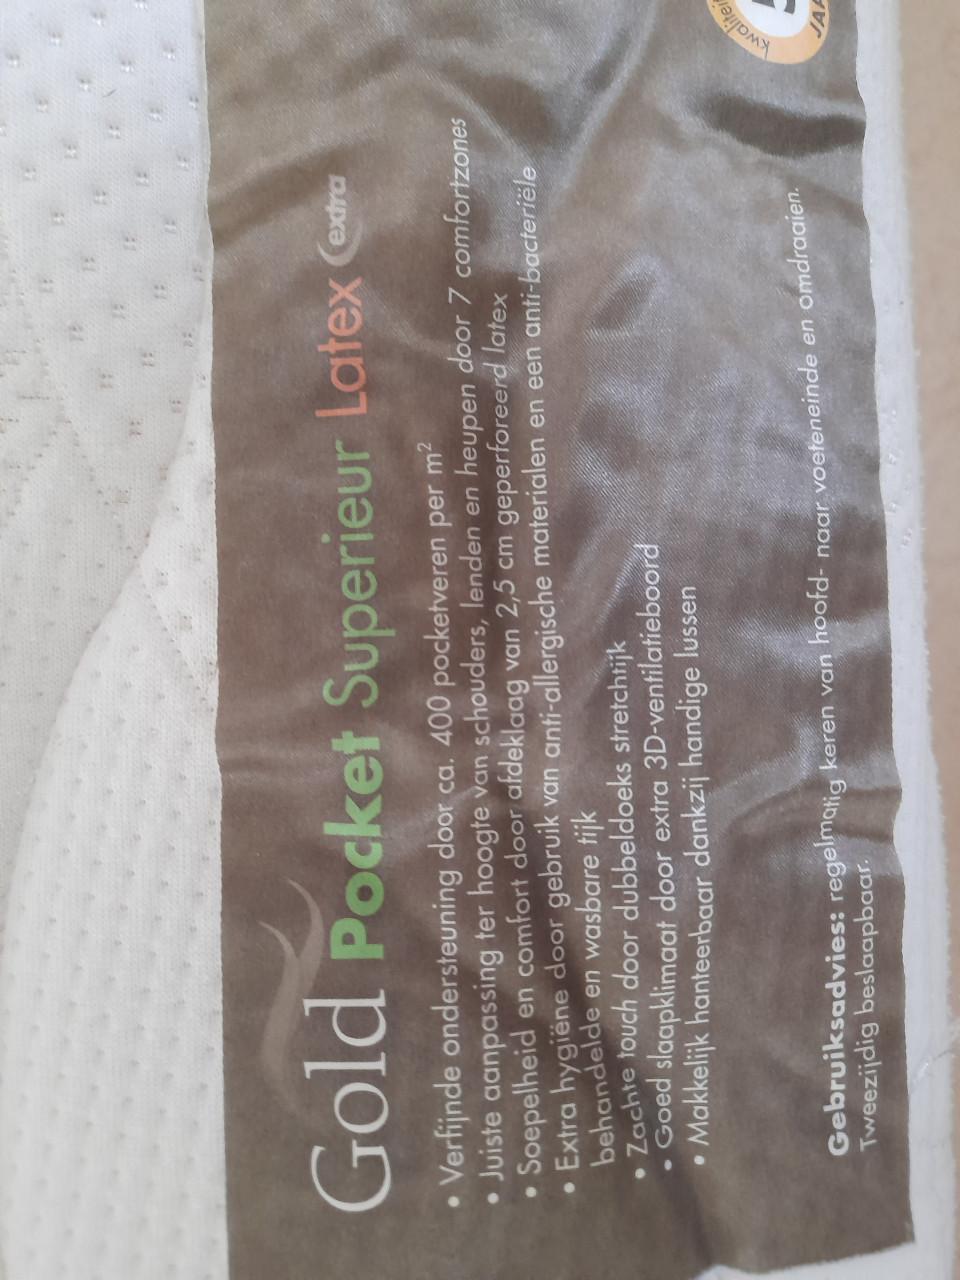 Gold Pocket Superieur Latex extra
• Verfijnde ondersteuning door ca. 400 pocketveren per m²
• Juiste aanpassing ter hoogte van schouders, lenden en heupen door 7 comfortzones
• Soepelheid en comfort door afdeklaag van 2,5 cm geperforeerd latex
• Extra hygiëne door gebruik van anti-allergische materialen en een anti-bacteriële
behandelde en wasbare tijk
• Zachte touch door dubbeldoeks stretchtijk
• Goed slaapklimaat door extra 3D-ventilatieboord
• Makkelijk hanteerbaar dankzij handige lussen
Gebruiksadvies: regelmatig keren van hoofd- naar voeteneinde en omdraaien.
Tweezijdig beslaapbaar.